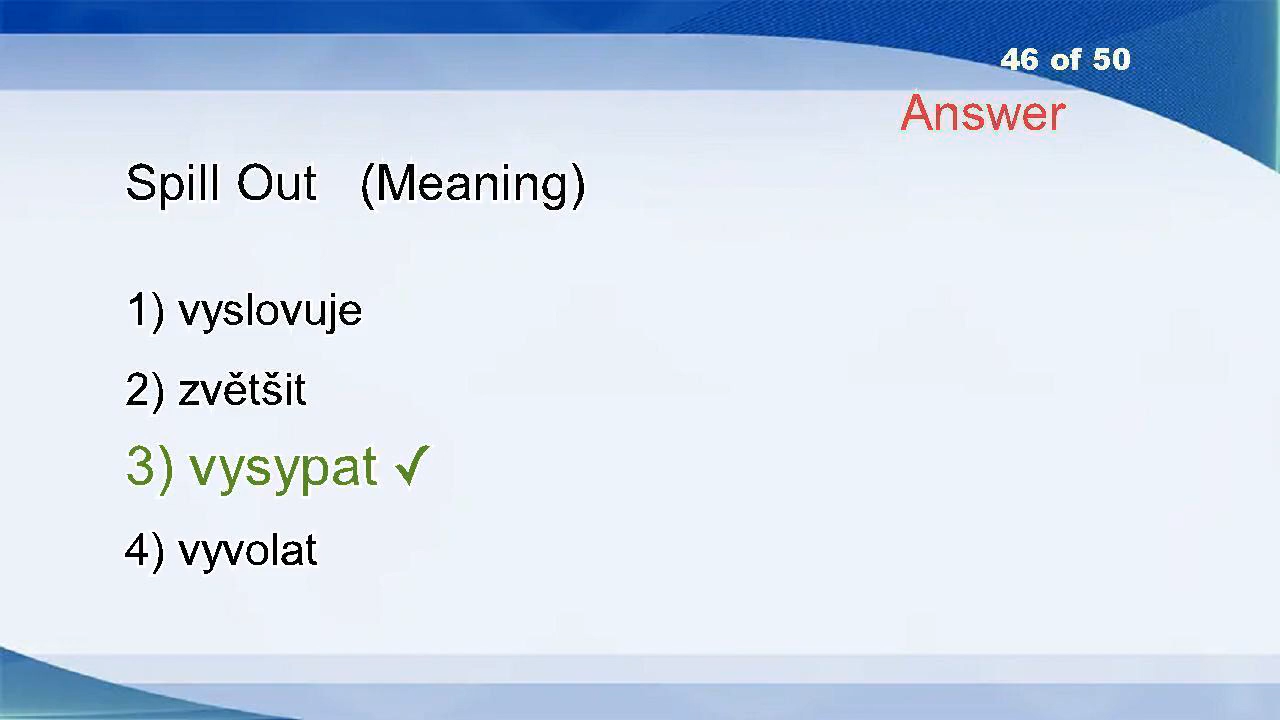 46 of 50
Answer
Spill Out (Meaning)
1) vyslovuje
2) zvětšit
3) vysypat ✓
4) vyvolat